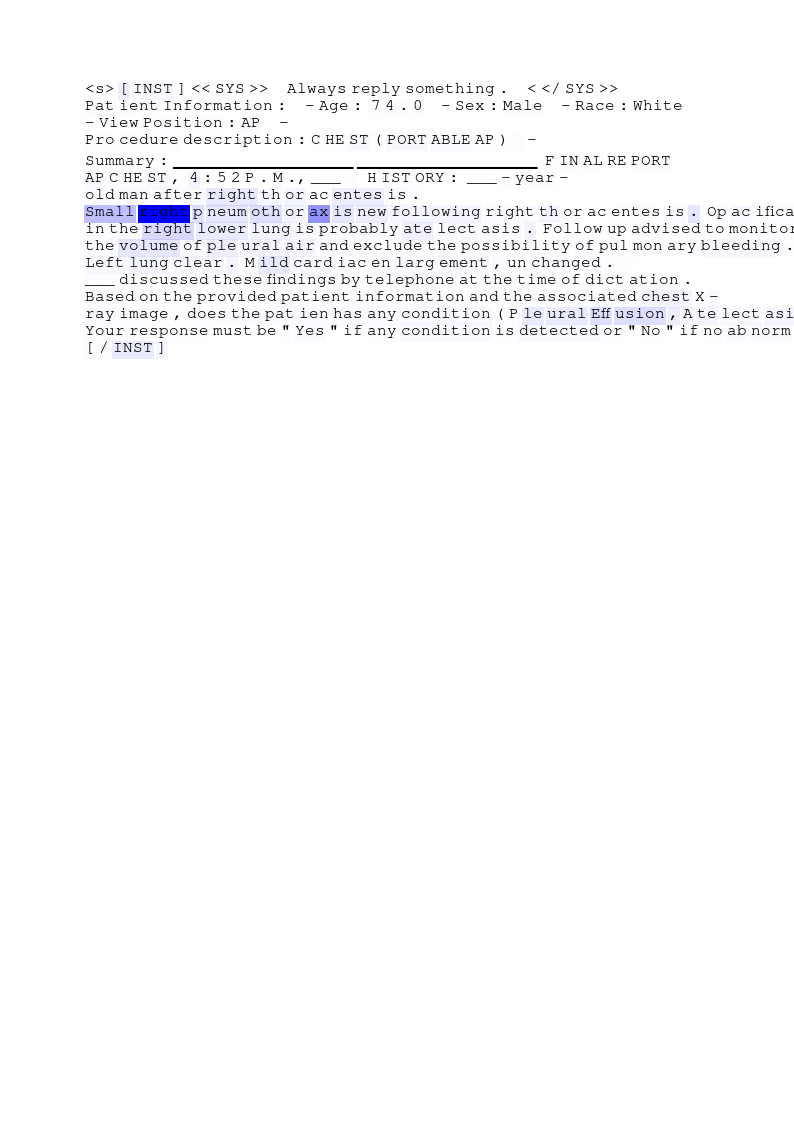 <s> [ INST ] << SYS >> Always reply something . < </ SYS >>
Pat ient Information : - Age : 7 4 . 0 - Sex : Male - Race : White
- View Position : AP -
Pro cedure description : C HE ST ( PORT ABLE AP ) -
Summary : ____________________ ____________________ F IN AL RE PORT
AP C HE ST , 4 : 5 2 P . M ., ___ H IST ORY : ___ - year -
old man after right th or ac entes is .
Small right p neum oth or ax is new following right th or ac entes is . Op ac ifica
in the right lower lung is probably ate lect asis . Follow up advised to monitor
the volume of ple ural air and exclude the possibility of pul mon ary bleeding .
Left lung clear . M ild card iac en larg ement , un changed .
___ discussed these findings by telephone at the time of dict ation .
Based on the provided patient information and the associated chest X -
ray image , does the pat ien has any condition ( P le ural Eff usion , A te lect asi
Your response must be " Yes " if any condition is detected or " No " if no ab norm
[ / INST ]